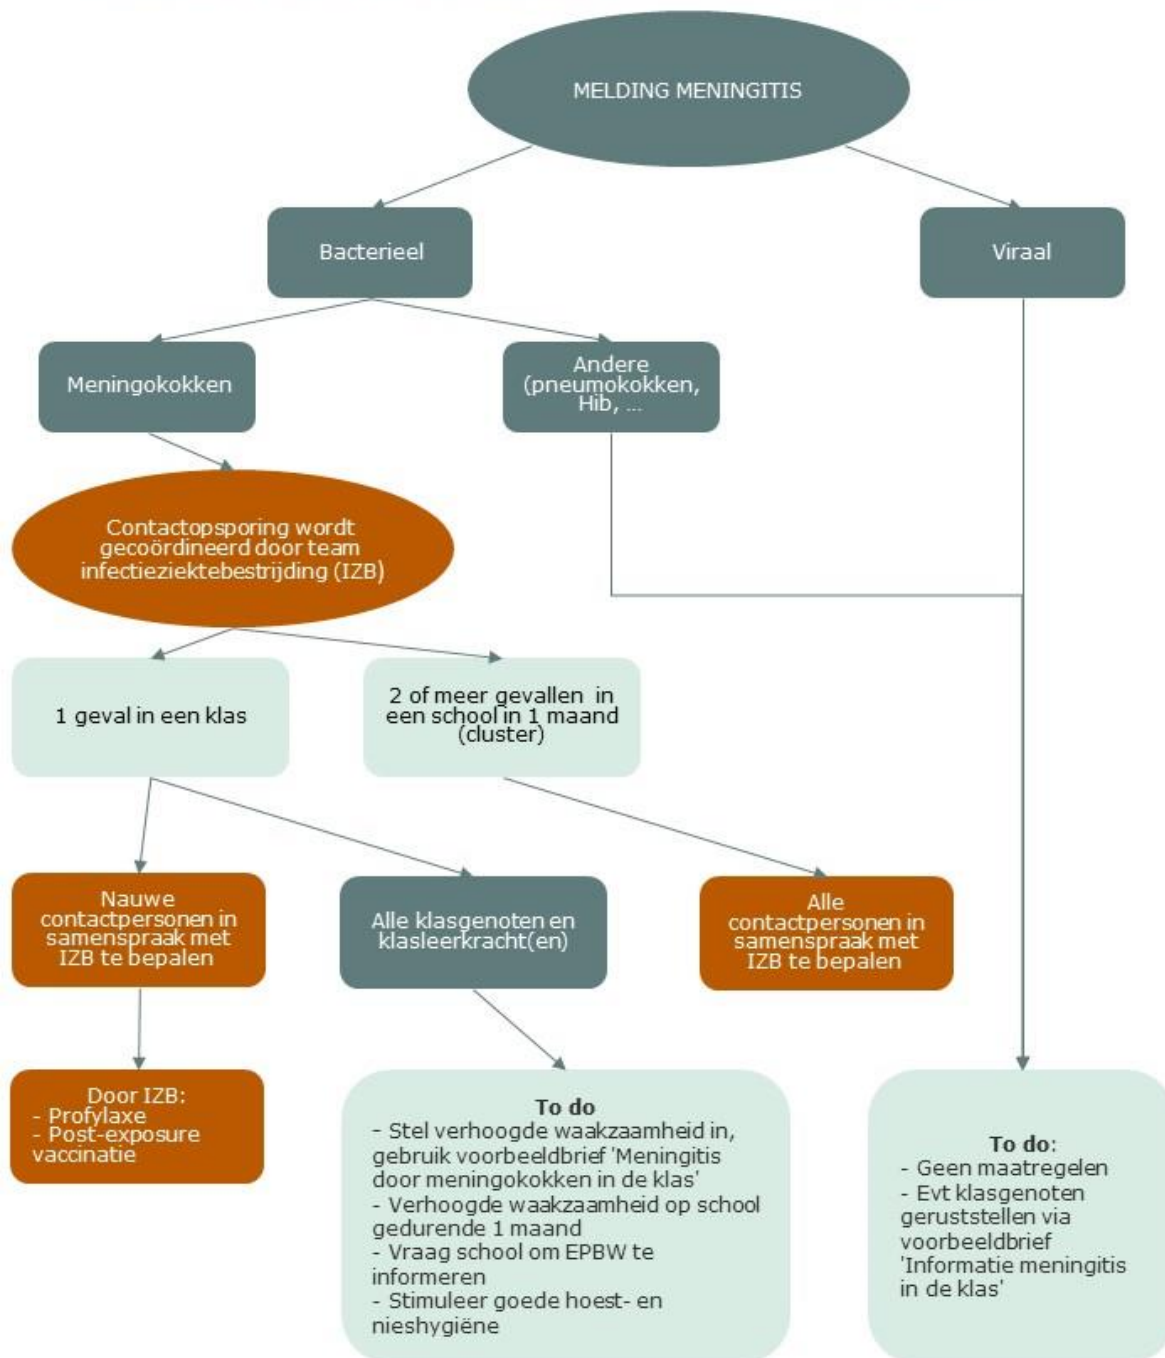 MELDING MENINGITIS
Bacterieel
Viraal
Meningokokken
Andere
(pneumokokken,
Hib, ...
Contactopsporing wordt
gecoördineerd door team
infectieziektebestrijding (IZB)
1 geval in een klas
2 of meer gevallen in
een school in 1 maand
(cluster)
Nauwe
contactpersonen in
samenspraak met
IZB te bepalen
Alle klasgenoten en
klasleerkracht(en)
Alle
contactpersonen in
samenspraak met
IZB te bepalen
Door IZB:
- Profylaxe
- Post-exposure
vaccinatie
To do
- Stel verhoogde waakzaamheid in,
gebruik voorbeeldbrief 'Meningitis
door meningokokken in de klas'
- Verhoogde waakzaamheid op school
gedurende 1 maand
- Vraag school om EPBW te
informeren
- Stimuleer goede hoest- en
nieshygiëne
To do:
- Geen maatregelen
- Evt klasgenoten
geruststellen via
voorbeeldbrief
'Informatie meningitis
in de klas'